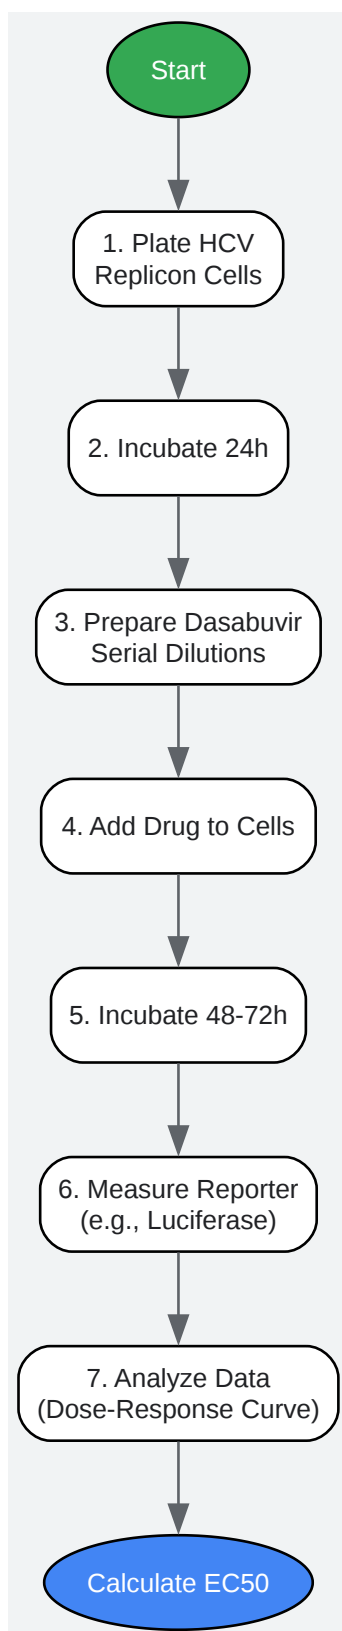 Start
1. Plate HCV
Replicon Cells
2. Incubate 24h
3. Prepare Dasabuvir
Serial Dilutions
4. Add Drug to Cells
5. Incubate 48-72h
6. Measure Reporter
(e.g., Luciferase)
7. Analyze Data
(Dose-Response Curve)
Calculate EC50